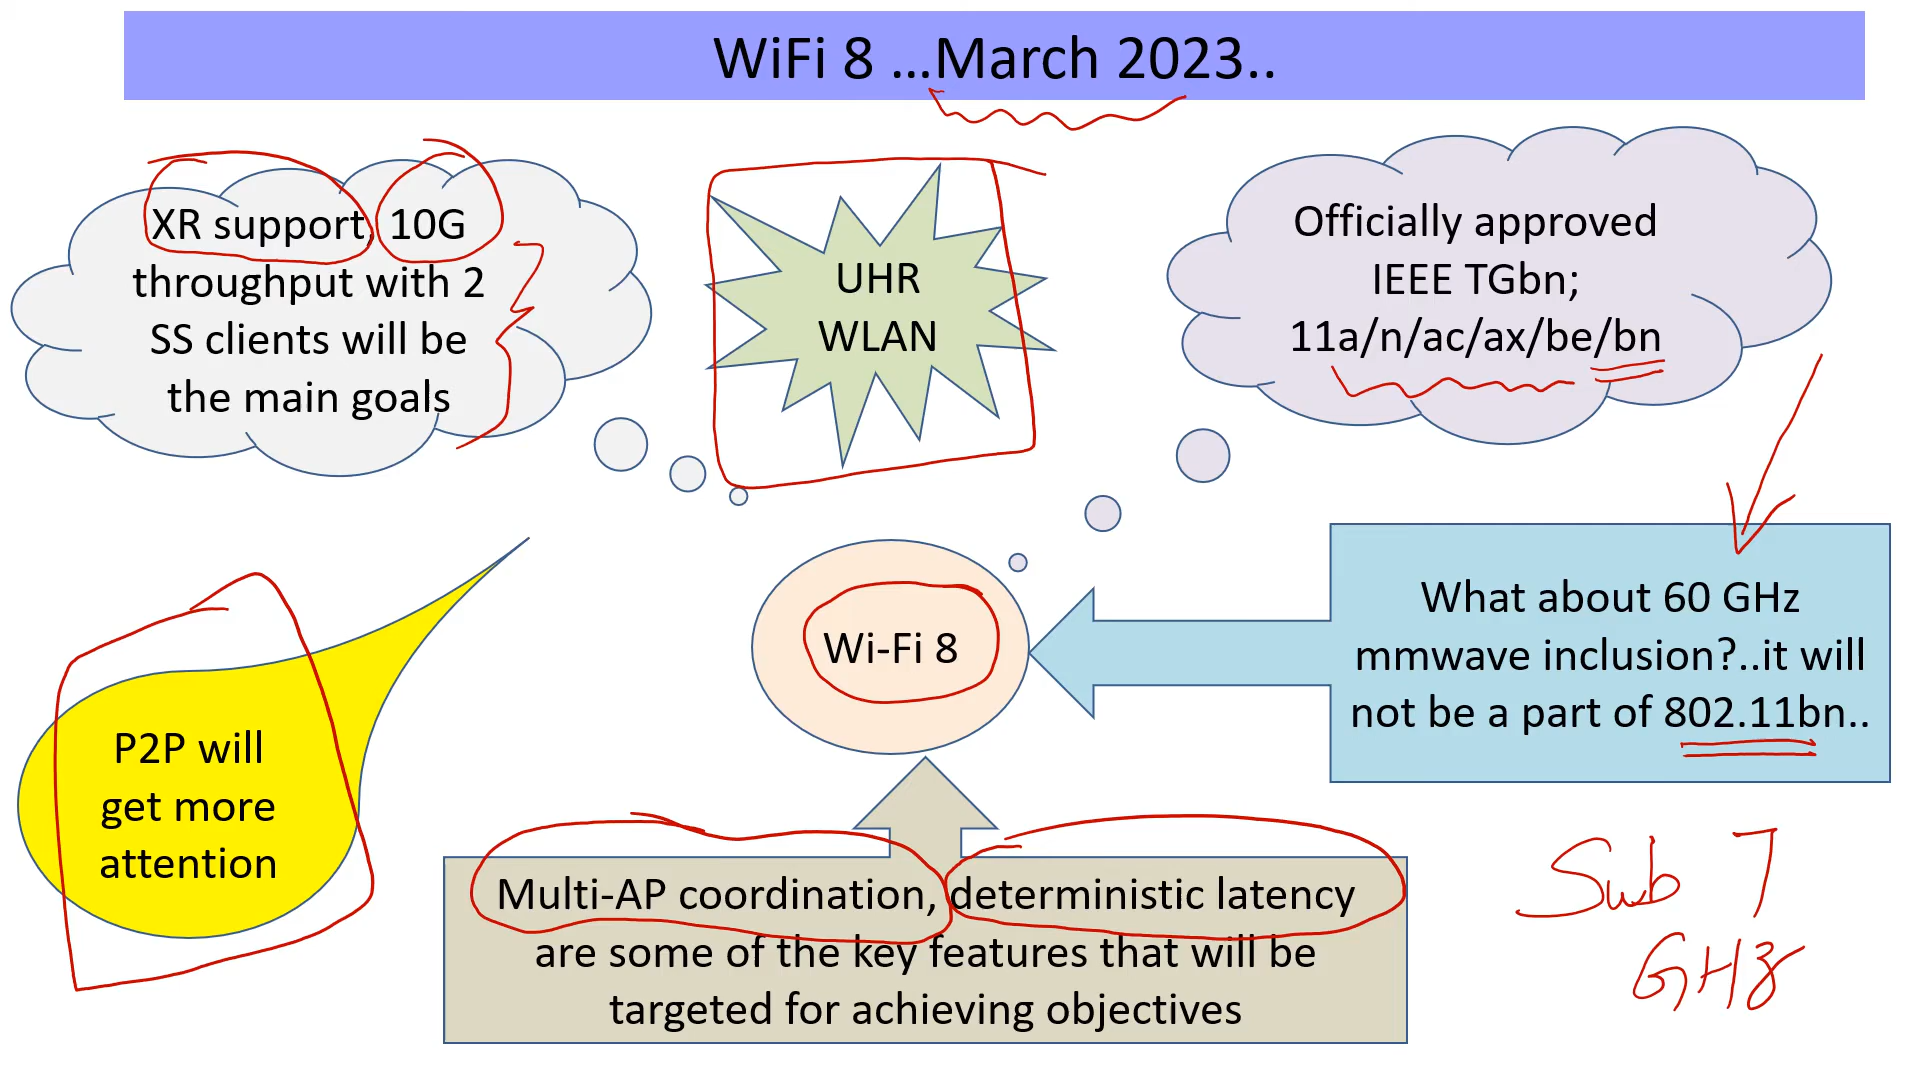 WiFi 8 ...March 2023..
XR support, 10G
throughput with 2
SS clients will be
the main goals
UHR
WLAN
Officially approved
IEEE TGbn;
11a/n/ac/ax/be/bn
Wi-Fi 8
What about 60 GHz
mmwave inclusion?..it will
not be a part of 802.11bn..
P2P will
get more
attention
Multi-AP coordination, deterministic latency
are some of the key features that will be
targeted for achieving objectives
Sub 7
GHz